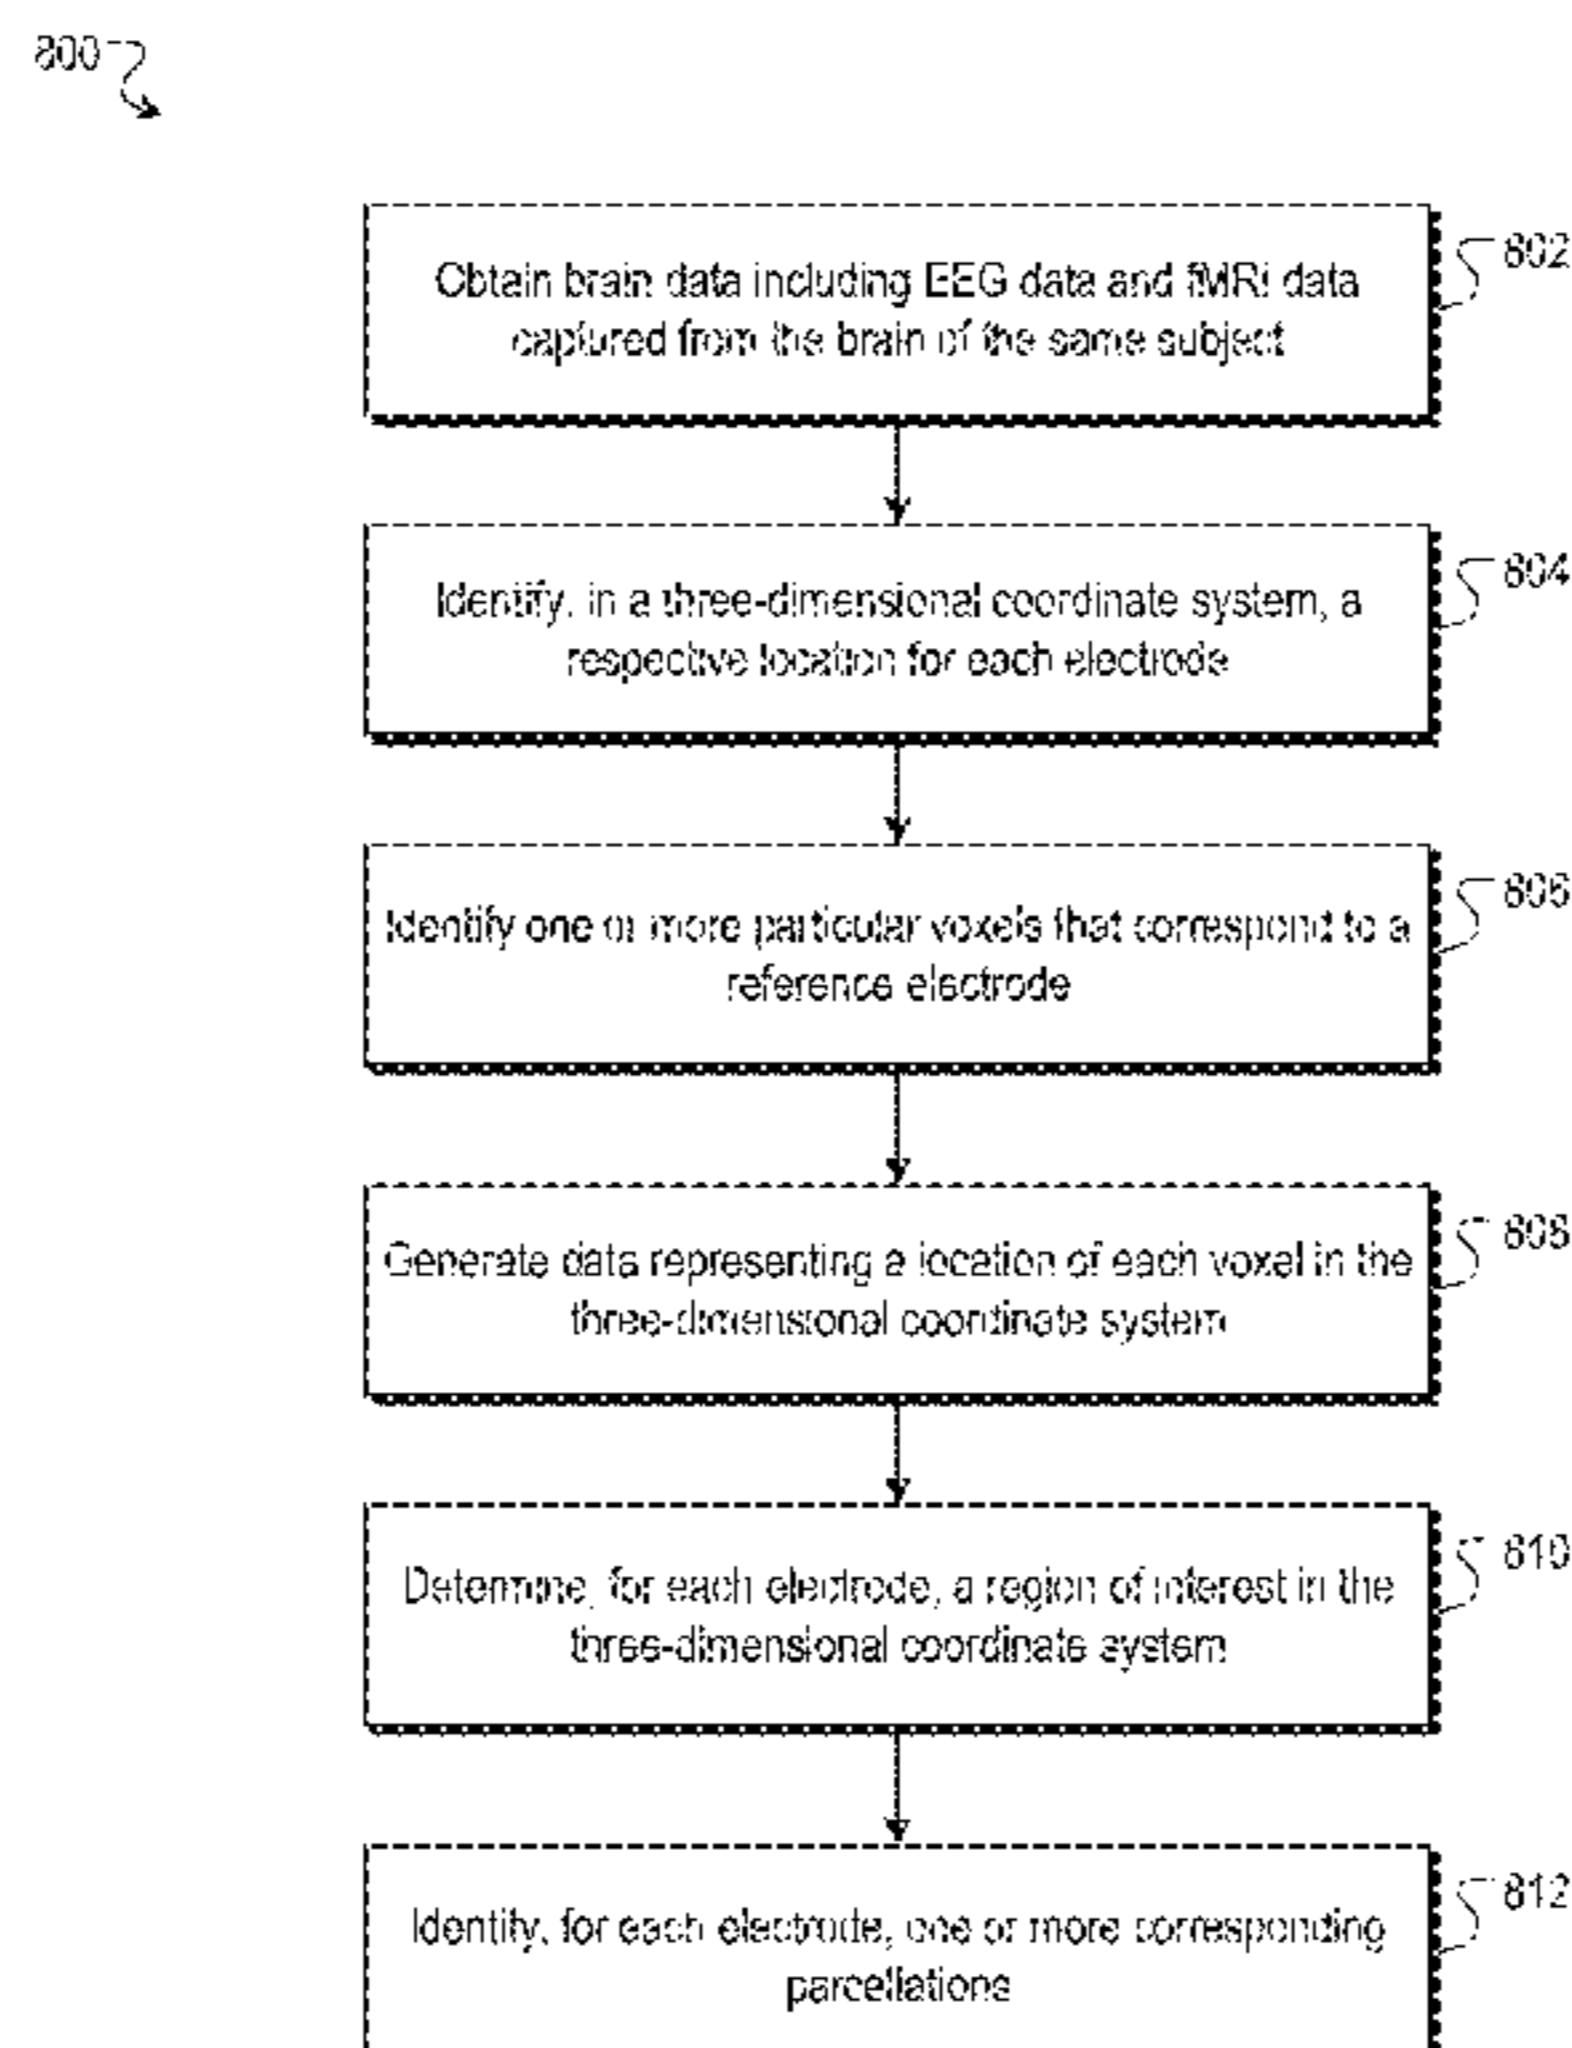 800
Obtain brain data including EEG data and fMRI data
captured from the brain of the same subject
802
Identify, in a three-dimensional coordinate system, a
respective location for each electrode
804
Identify one or more particular voxels that correspond to a
reference electrode
806
Generate data representing a location of each voxel in the
three-dimensional coordinate system
808
Determine, for each electrode, a region of interest in the
three-dimensional coordinate system
810
Identify, for each electrode, one or more corresponding
parcellations
812